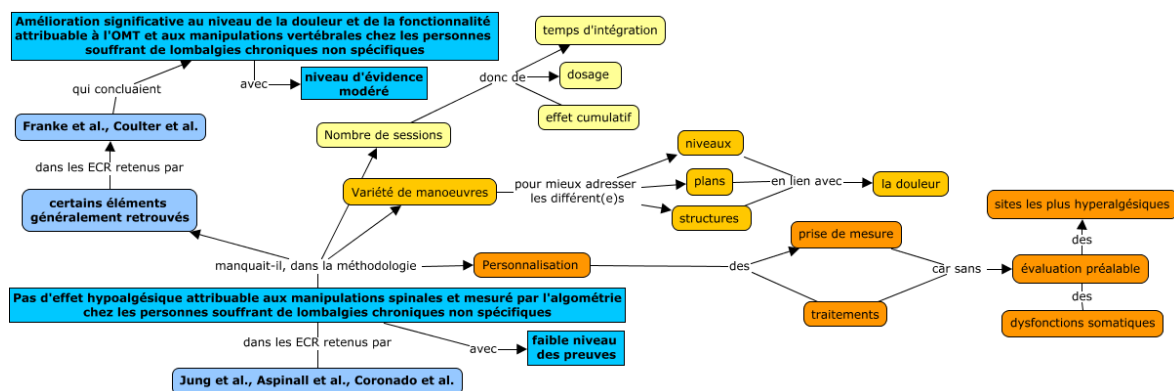 Amélioration significative au niveau de la douleur et de la fonctionnalité
attribuable à l'OMT et aux manipulations vertébrales chez les personnes
souffrant de lombalgies chroniques non spécifiques
avec
niveau d'évidence
modéré
qui concluaient
Franke et al., Coulter et al.
dans les ECR retenus par
certains éléments
généralement retrouvés
temps d'intégration
donc de
dosage
effet cumulatif
Nombre de sessions
Variété de manoeuvres
pour mieux adresser
les différent(e)s
niveaux
plans
structures
en lien avec
la douleur
manquait-il, dans la méthodologie
Personnalisation
des
prise de mesure
traitements
car sans
sites les plus hyperalgésiques
des
évaluation préalable
des
dysfonctions somatiques
Pas d'effet hypoalgésique attribuable aux manipulations spinales et mesuré par l'algométrie
chez les personnes souffrant de lombalgies chroniques non spécifiques
dans les ECR retenus par
avec
faible niveau
des preuves
Jung et al., Aspinall et al., Coronado et al.